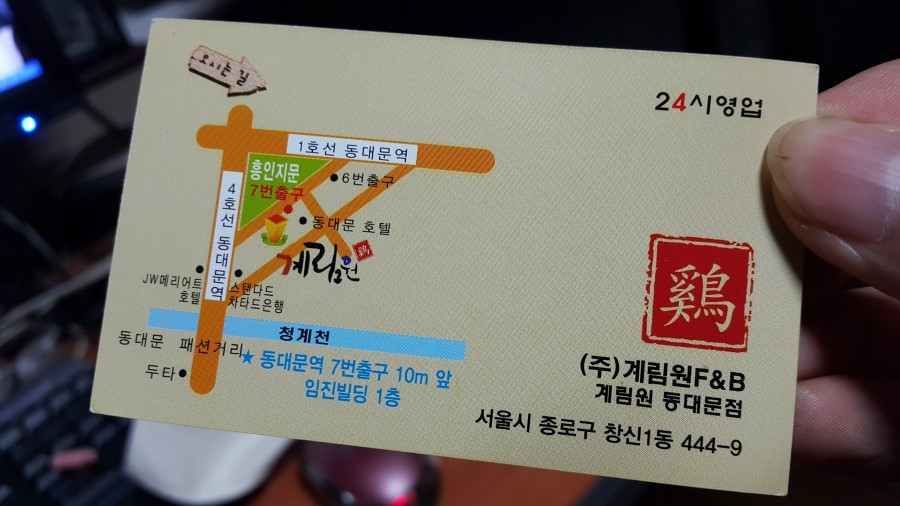 오시는길
24시영업
1호선 동대문역
흥인지문
7번출구
6번출구
4호선 동대문역
동대문 호텔
계림원
鷄
JW메리어트
호텔
스탠다드
차타드은행
청계천
동대문 패션거리
두타
★ 동대문역 7번출구 10m 앞
임진빌딩 1층
鷄
(주)계림원F&B
계림원 동대문점
서울시 종로구 창신1동 444-9